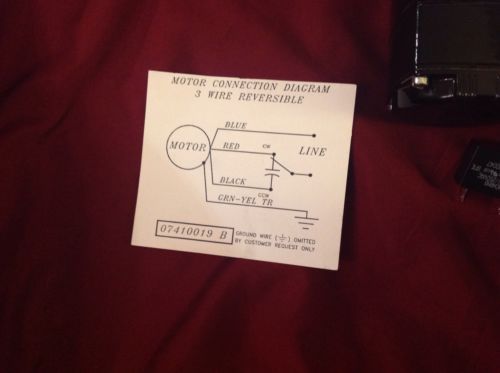 MOTOR CONNECTION DIAGRAM
3 WIRE REVERSIBLE
BLUE
MOTOR
RED
CW
LINE
BLACK
CCW
GRN-YEL TR
07410019 B
GROUND WIRE (⏚) OMITTED
BY CUSTOMER REQUEST ONLY